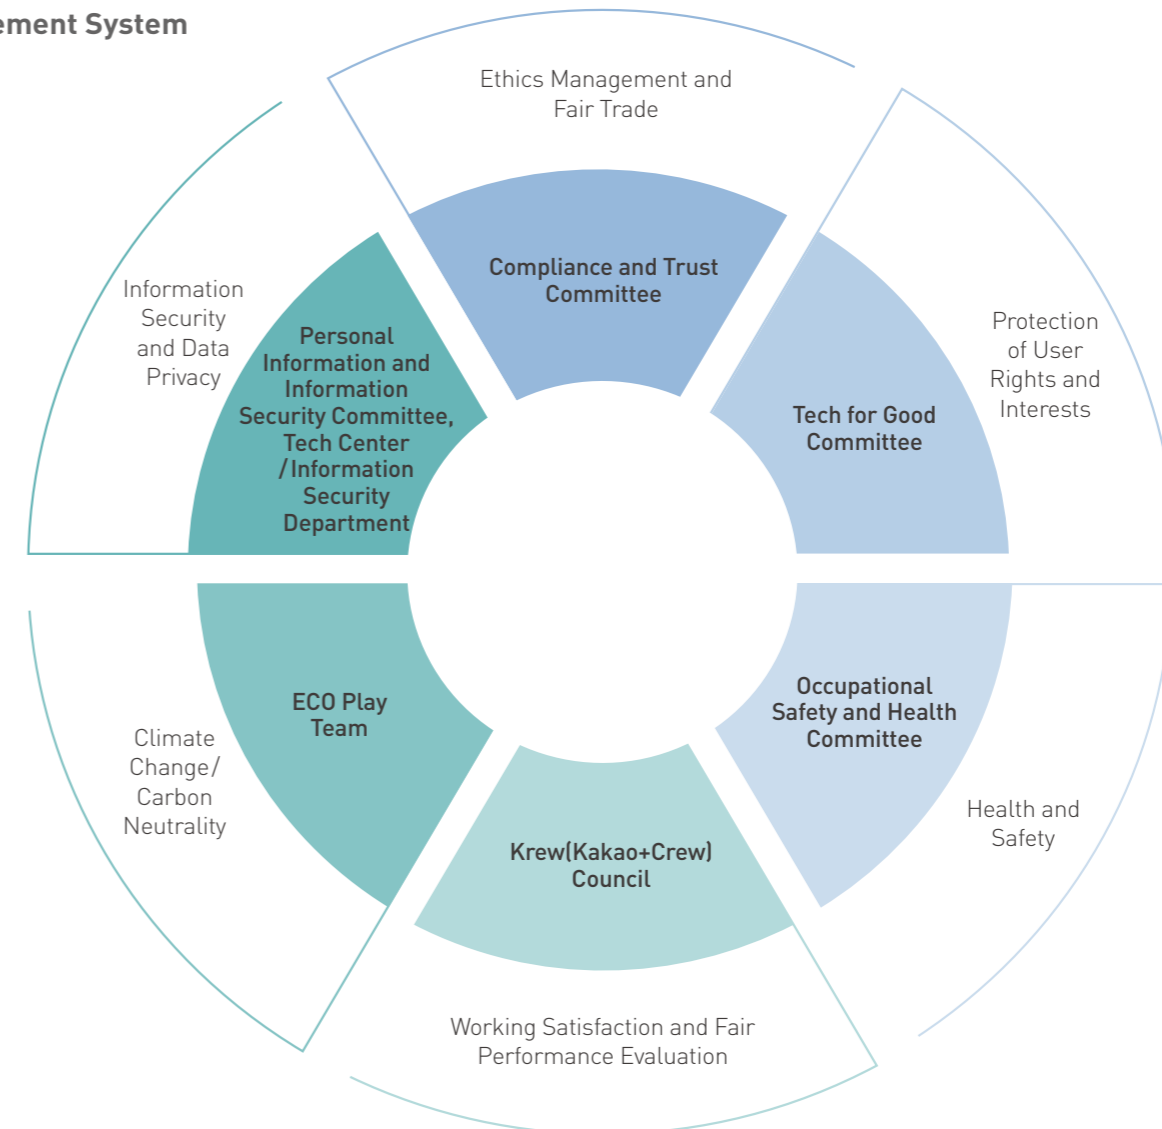 ement System
Ethics Management and
Fair Trade
Compliance and Trust
Committee
Protection
of User
Rights and
Interests
Tech for Good
Committee
Occupational
Safety and Health
Committee
Health and
Safety
Krew(Kakao+Crew)
Council
Working Satisfaction and Fair
Performance Evaluation
ECO Play
Team
Climate
Change/
Carbon
Neutrality
Personal
Information and
Information
Security Committee,
Tech Center
/Information
Security
Department
Information
Security
and Data
Privacy